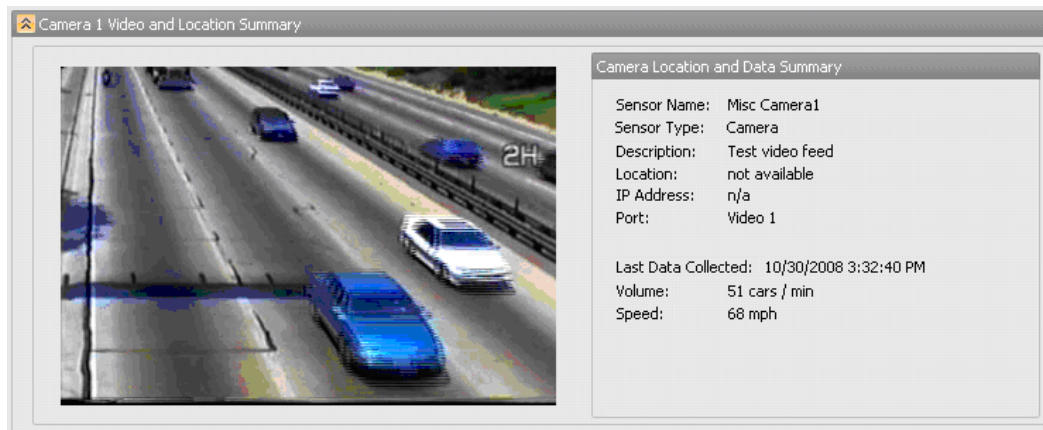 Camera 1 Video and Location Summary
2H
Camera Location and Data Summary
Sensor Name: Misc Camera1
Sensor Type: Camera
Description: Test video feed
Location: not available
IP Address: n/a
Port: Video 1
Last Data Collected: 10/30/2008 3:32:40 PM
Volume: 51 cars / min
Speed: 68 mph